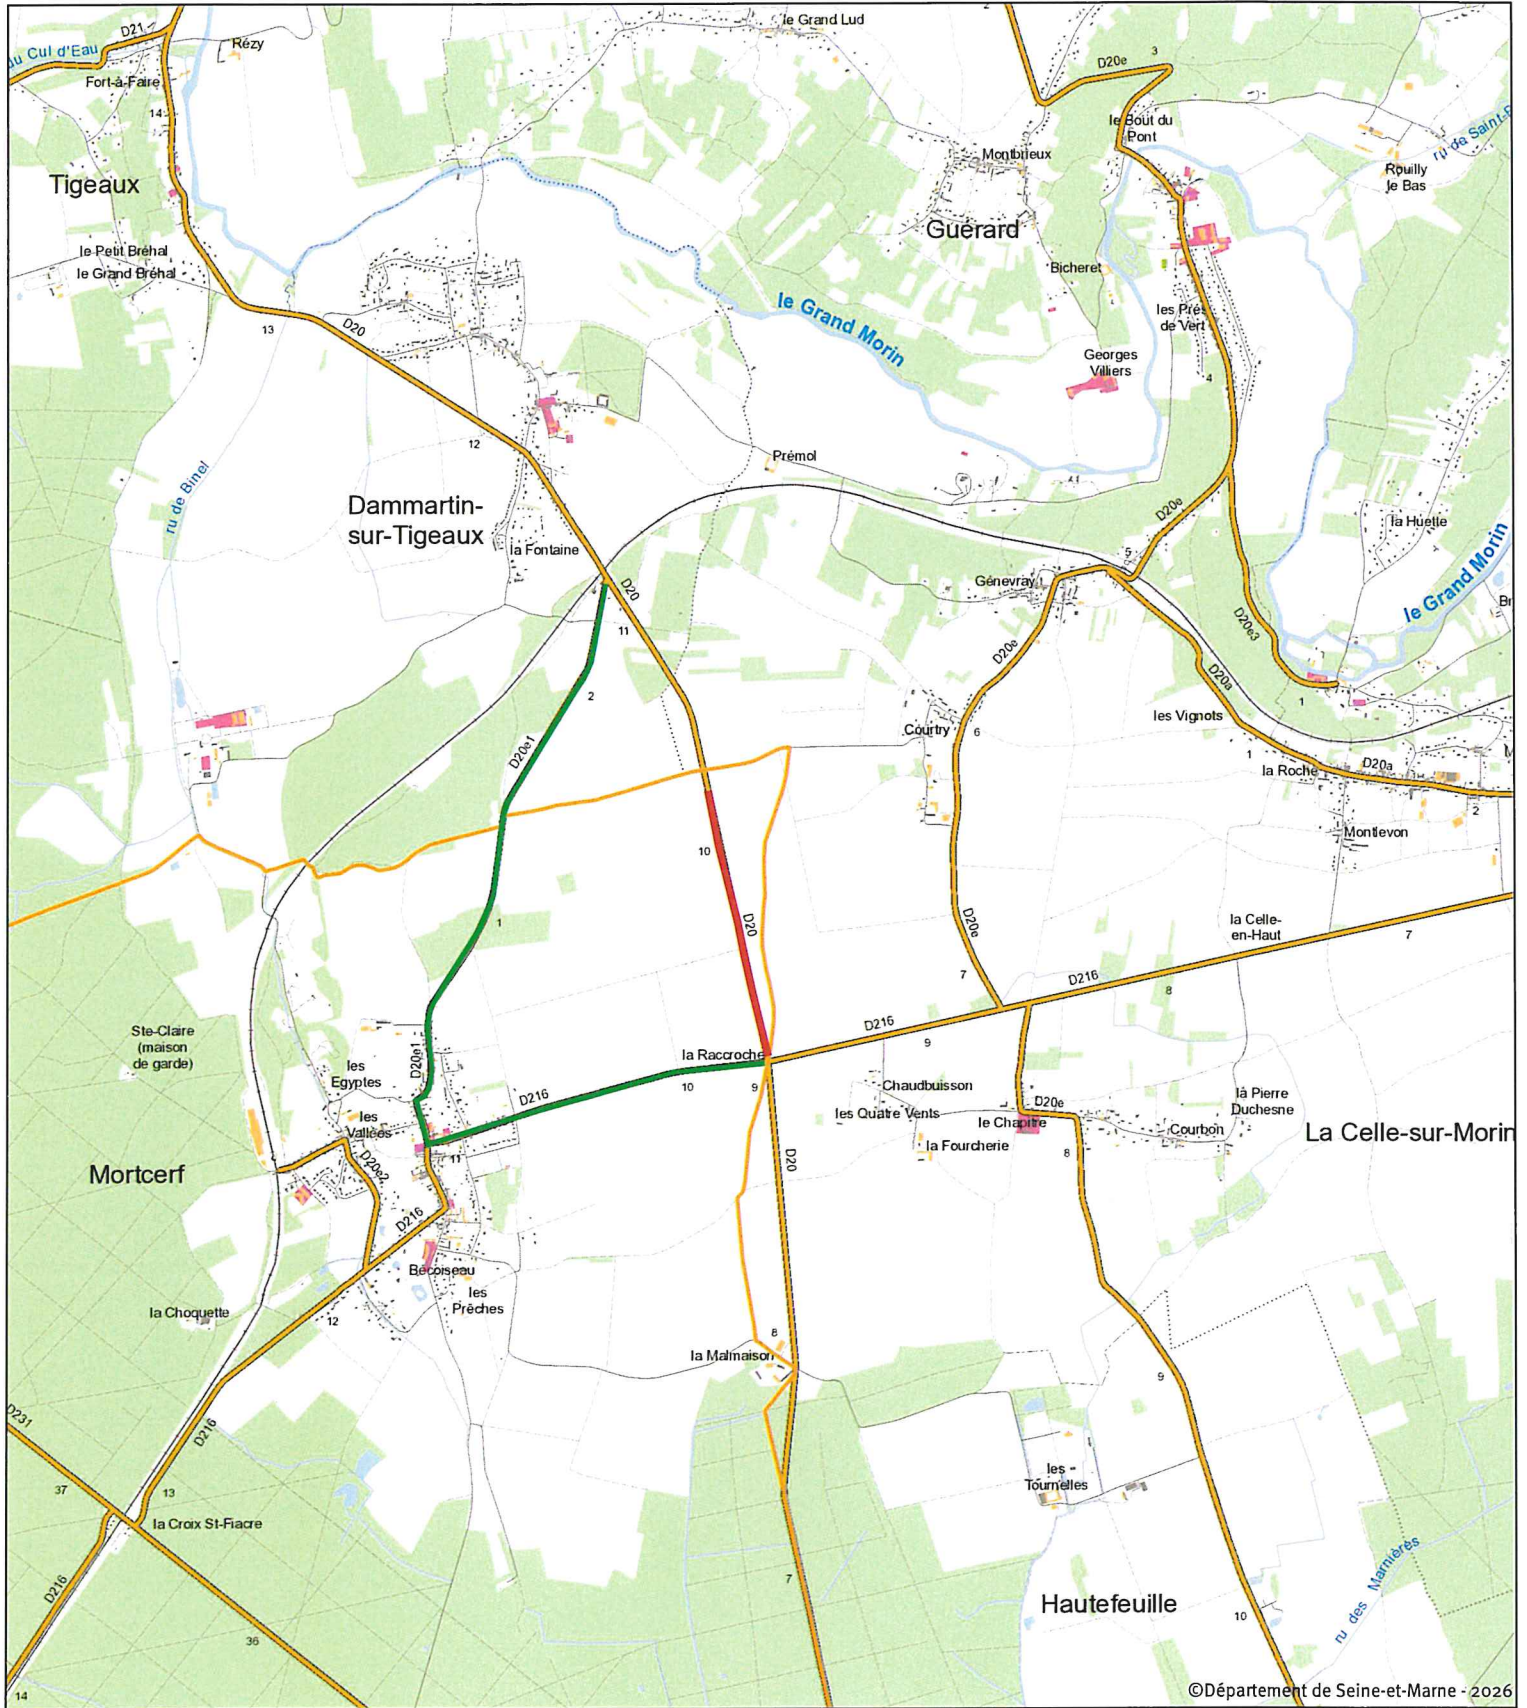 le Grand Lud
2
D21
du Cul d'Eau
Rézy
Fort-à-Faire
14
D20e
3
le Bout du
Pont
Montbrieux
Rouilly
le Bas
Tigeaux
Guérard
le Petit Bréhal
le Grand Bréhal
Bicheret
13
D20
le Grand Morin
les Prés
de Vert
Georges
Villiers
4
12
Prémol
ru de Binel
Dammartin-
sur-Tigeaux
la Fontaine
D20e
la Huette
5
Génevray
le Grand Morin
D20
11
D20e
D20e3
2
D20a
1
les Vignots
Courtry
6
D20e1
1
la Roche
D20a
2
Montlevon
10
D20
1
D20e
la Celle-
en-Haut
7
7
D216
8
Ste-Claire
(maison
de garde)
D216
9
la Raccroche
10
9
D20e1
les
Egyptes
D216
Chaudbuisson
les Quatre Vents
D20e
la Pierre
Duchesne
les
Vallées
le Chapitre
Courbon
la Fourcherie
8
La Celle-sur-Morin
11
D20
Mortcerf
D20e2
D216
Bécoiseau
les
Prêches
la Choquette
12
8
la Malmaison
9
D231
D216
37
13
les
Tournelles
la Croix St-Fiacre
D216
7
ru des Marnières
Hautefeuille
10
36
14
©Département de Seine-et-Marne - 2026